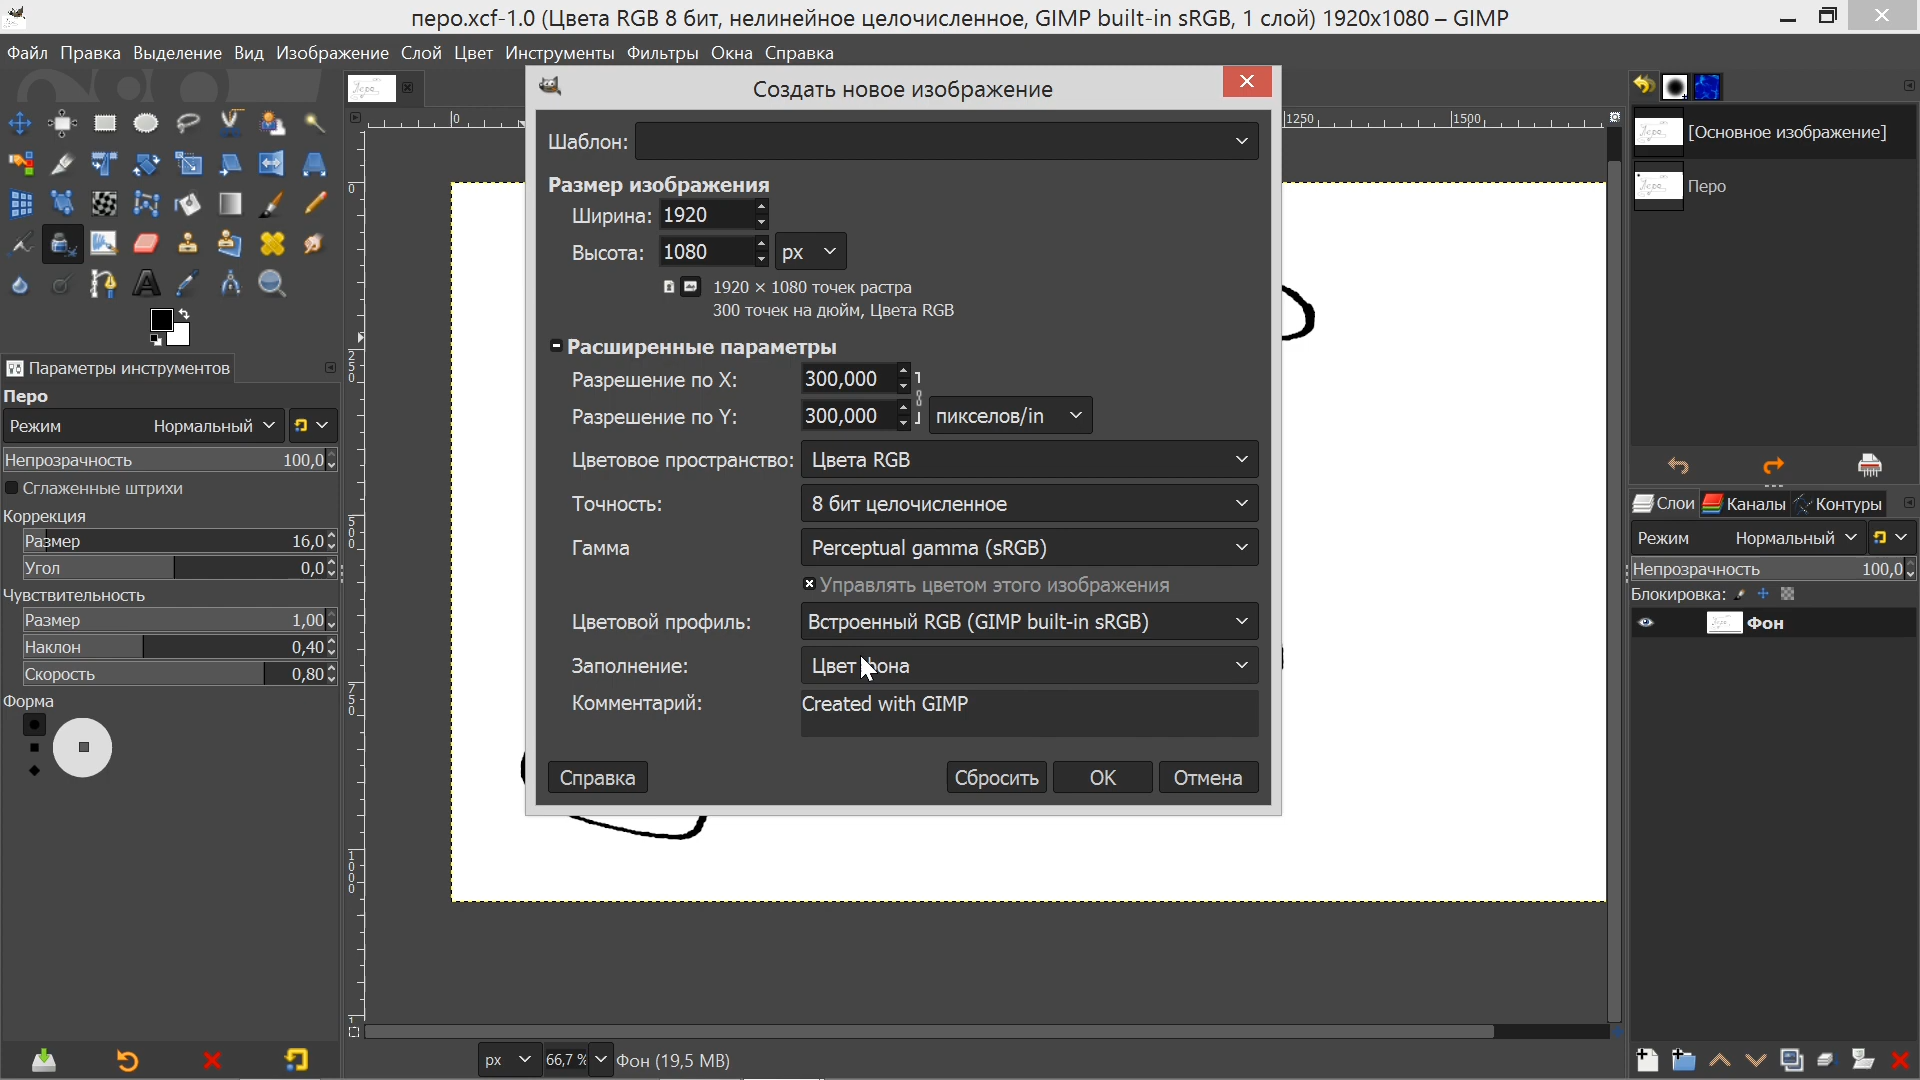 перо.xcf-1.0 (Цвета RGB 8 бит, нелинейное целочисленное, GIMP built-in sRGB, 1 слой) 1920x1080 – GIMP
Файл Правка Выделение Вид Изображение Слой Цвет Инструменты Фильтры Окна Справка
Создать новое изображение
Шаблон:
Размер изображения
Ширина: 1920
Высота: 1080 px
1920 × 1080 точек растра
300 точек на дюйм, Цвета RGB
Расширенные параметры
Разрешение по X: 300,000
Разрешение по Y: 300,000 пикселов/in
Цветовое пространство: Цвета RGB
Точность: 8 бит целочисленное
Гамма Perceptual gamma (sRGB)
Управлять цветом этого изображения
Цветовой профиль: Встроенный RGB (GIMP built-in sRGB)
Заполнение: Цвет фона
Комментарий: Created with GIMP
Справка Сбросить OK Отмена
Параметры инструментов
Перо
Режим Нормальный
Непрозрачность 100,0
Сглаженные штрихи
Коррекция
Размер 16,0
Угол 0,0
Чувствительность
Размер 1,00
Наклон 0,40
Скорость 0,80
Форма
0 1250 1500
0
250
500
750
1000
px 66,7 % Фон (19,5 MB)
[Основное изображение]
Перо
Слои Каналы Контуры
Режим Нормальный
Непрозрачность 100,0
Блокировка:
Фон